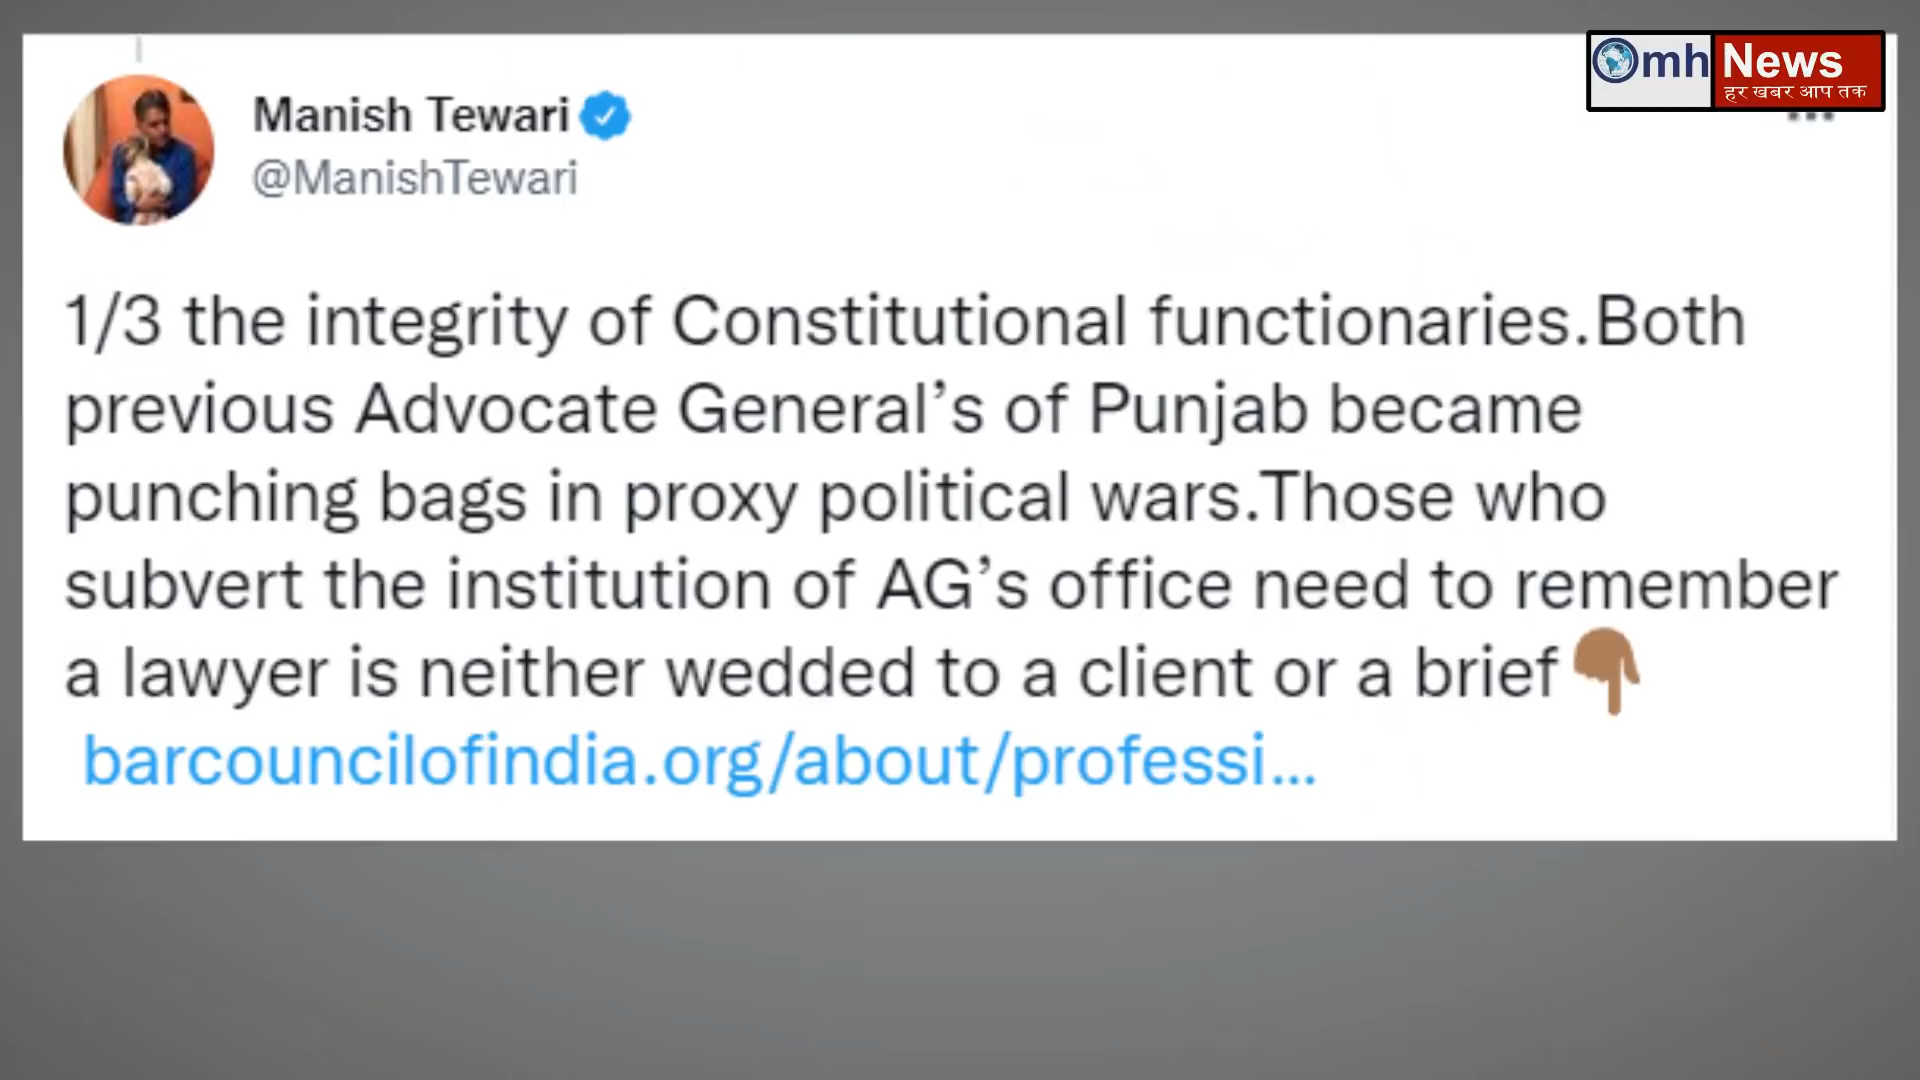 Omh News
हर खबर आप तक
Manish Tewari
@ManishTewari
1/3 the integrity of Constitutional functionaries.Both
previous Advocate General’s of Punjab became
punching bags in proxy political wars.Those who
subvert the institution of AG’s office need to remember
a lawyer is neither wedded to a client or a brief👇🏾
barcouncilofindia.org/about/professi...